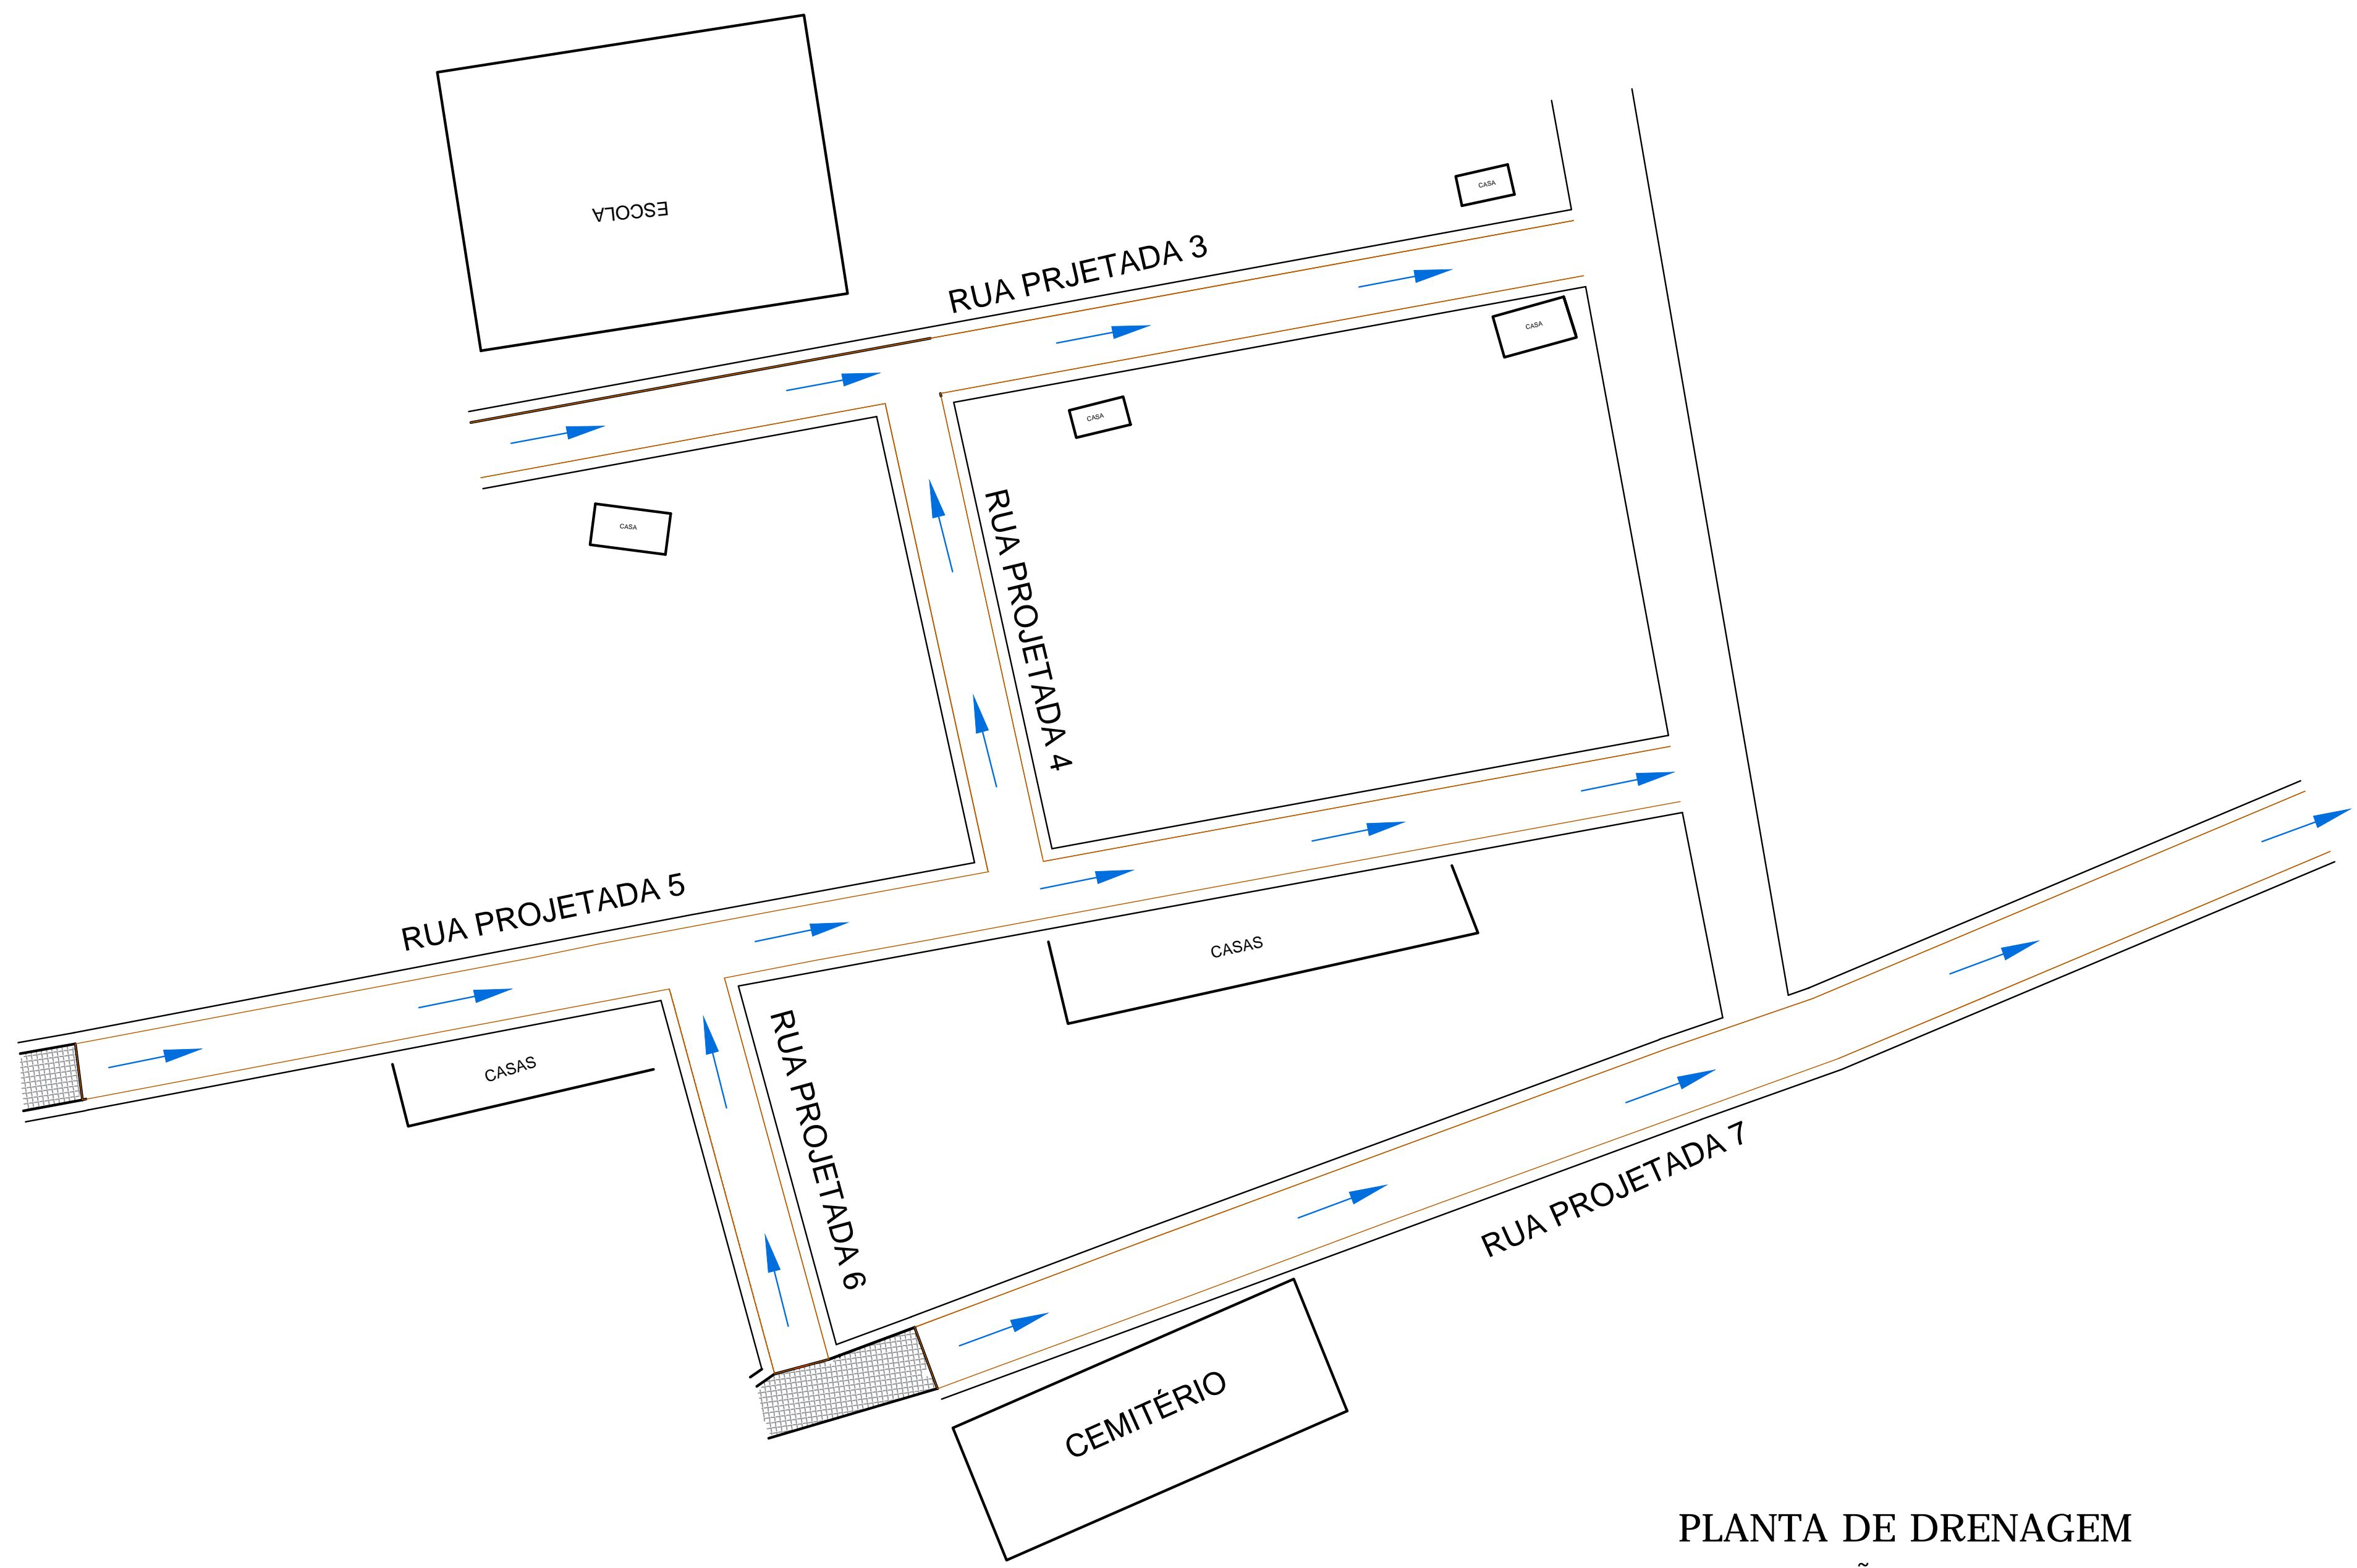 ESCOLA
CASA
RUA PRJETADA 3
CASA
CASA
CASA
RUA PROJETADA 4
RUA PROJETADA 5
CASAS
CASAS
RUA PROJETADA 6
RUA PROJETADA 7
CEMITÉRIO
PLANTA DE DRENAGEM